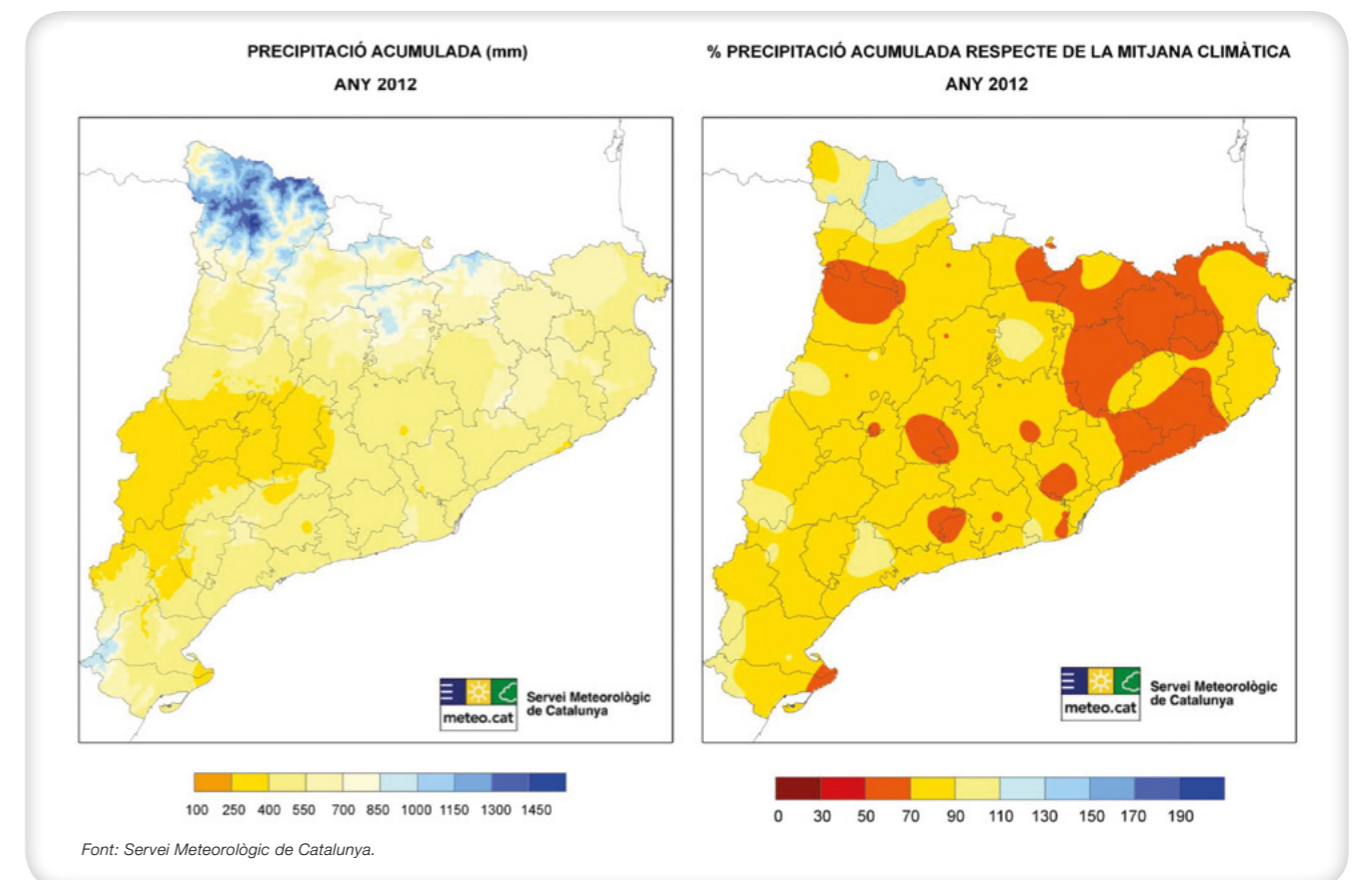 PRECIPITACIÓ ACUMULADA (mm)
ANY 2012
% PRECIPITACIÓ ACUMULADA RESPECTE DE LA MITJANA CLIMÀTICA
ANY 2012
meteo.cat
Servei Meteorològic
de Catalunya
meteo.cat
Servei Meteorològic
de Catalunya
100 250 400 550 700 850 1000 1150 1300 1450
0 30 50 70 90 110 130 150 170 190
Font: Servei Meteorològic de Catalunya.